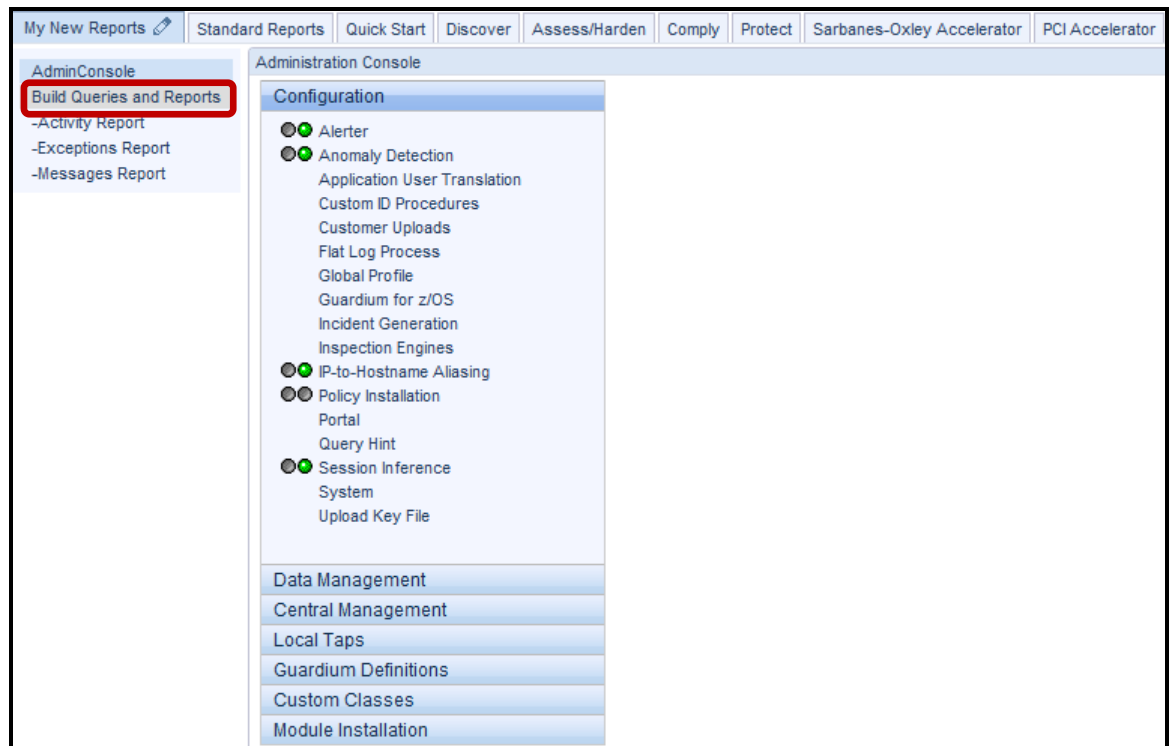 My New Reports Standard Reports Quick Start Discover Assess/Harden Comply Protect Sarbanes-Oxley Accelerator PCI Accelerator
AdminConsole
Build Queries and Reports
-Activity Report
-Exceptions Report
-Messages Report
Administration Console
Configuration
Alerter
Anomaly Detection
Application User Translation
Custom ID Procedures
Customer Uploads
Flat Log Process
Global Profile
Guardium for z/OS
Incident Generation
Inspection Engines
IP-to-Hostname Aliasing
Policy Installation
Portal
Query Hint
Session Inference
System
Upload Key File
Data Management
Central Management
Local Taps
Guardium Definitions
Custom Classes
Module Installation